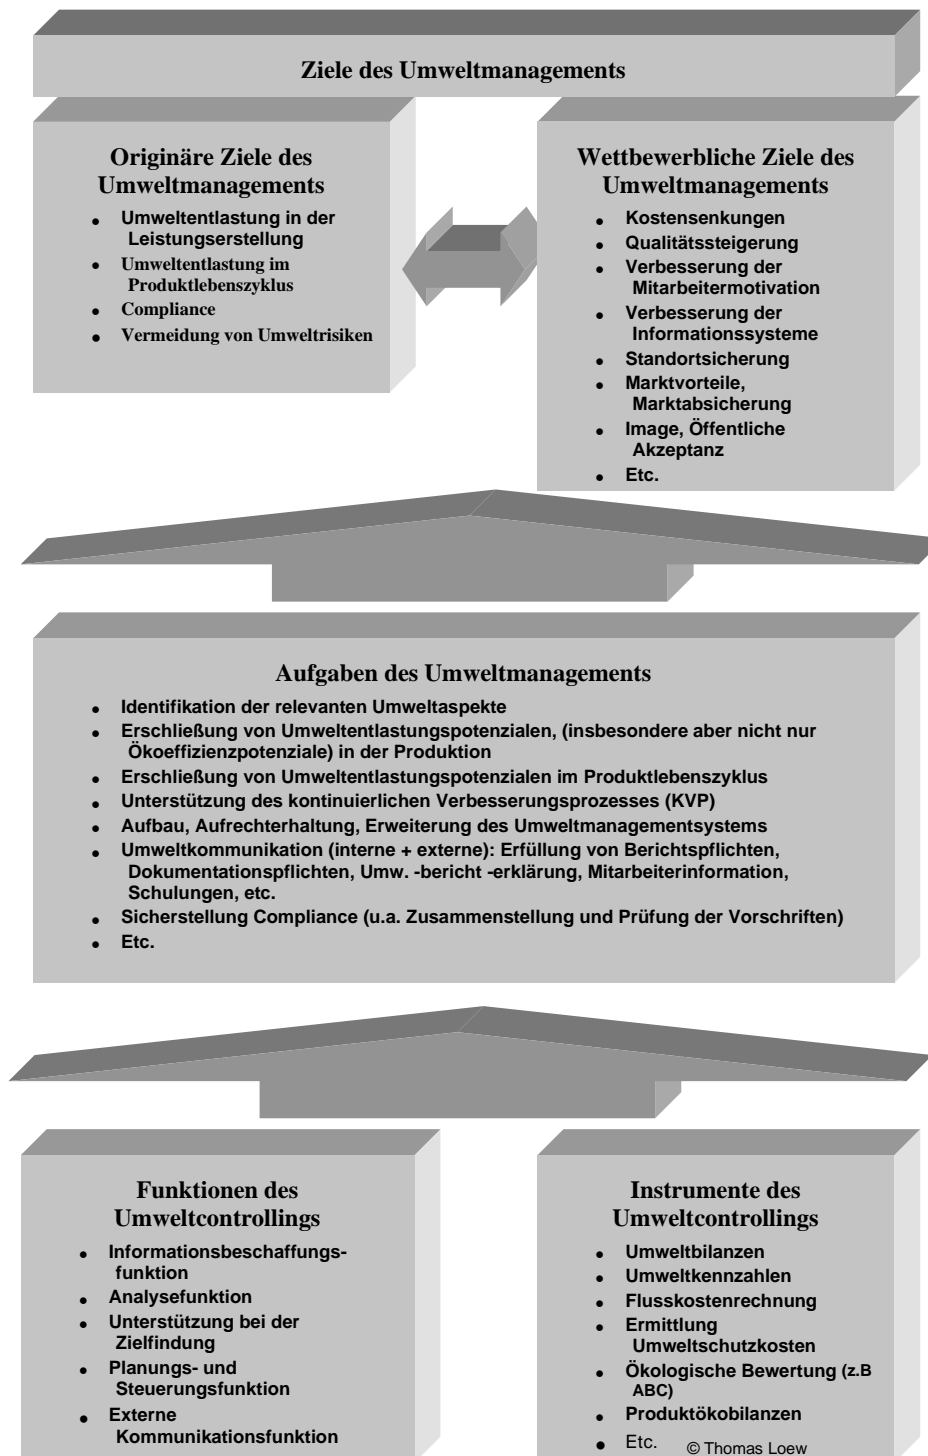 Ziele des Umweltmanagements
Originäre Ziele des
Umweltmanagements
● Umweltentlastung in der
Leistungserstellung
● Umweltentlastung im
Produktlebenszyklus
● Compliance
● Vermeidung von Umweltrisiken
Wettbewerbliche Ziele des
Umweltmanagements
● Kostensenkungen
● Qualitätssteigerung
● Verbesserung der
Mitarbeitermotivation
● Verbesserung der
Informationssysteme
● Standortsicherung
● Marktvorteile,
Marktabsicherung
● Image, Öffentliche
Akzeptanz
● Etc.
Aufgaben des Umweltmanagements
● Identifikation der relevanten Umweltaspekte
● Erschließung von Umweltentlastungspotenzialen, (insbesondere aber nicht nur
Ökoeffizienzpotenziale) in der Produktion
● Erschließung von Umweltentlastungspotenzialen im Produktlebenszyklus
● Unterstützung des kontinuierlichen Verbesserungsprozesses (KVP)
● Aufbau, Aufrechterhaltung, Erweiterung des Umweltmanagementsystems
● Umweltkommunikation (interne + externe): Erfüllung von Berichtspflichten,
Dokumentationspflichten, Umw. -bericht -erklärung, Mitarbeiterinformation,
Schulungen, etc.
● Sicherstellung Compliance (u.a. Zusammenstellung und Prüfung der Vorschriften)
● Etc.
Funktionen des
Umweltcontrollings
● Informationsbeschaffungs-
funktion
● Analysefunktion
● Unterstützung bei der
Zielfindung
● Planungs- und
Steuerungsfunktion
● Externe
Kommunikationsfunktion
Instrumente des
Umweltcontrollings
● Umweltbilanzen
● Umweltkennzahlen
● Flusskostenrechnung
● Ermittlung
Umweltschutzkosten
● Ökologische Bewertung (z.B
ABC)
● Produktökobilanzen
● Etc.
© Thomas Loew